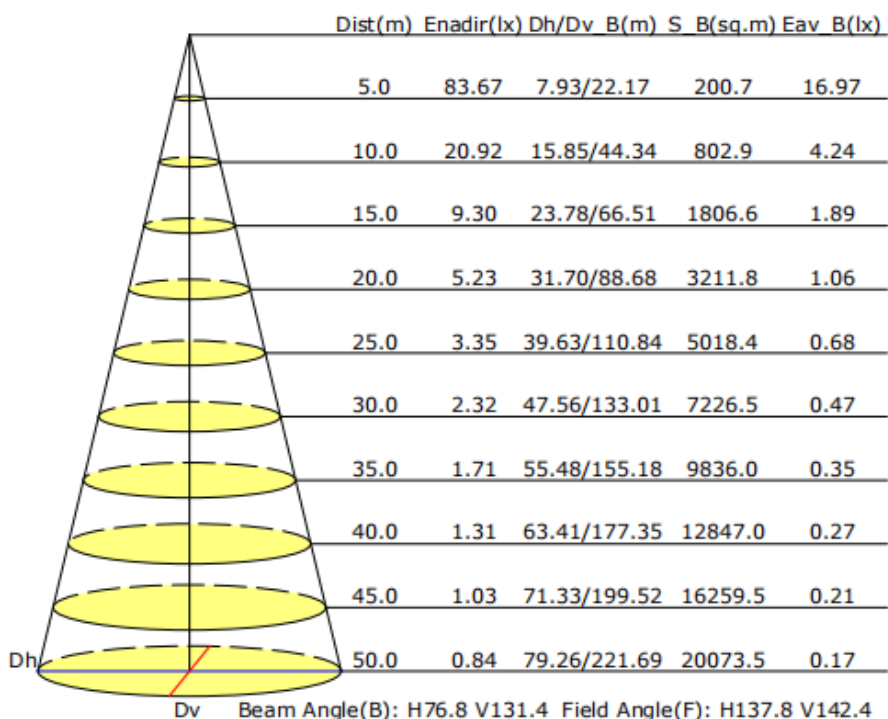 Dist(m) Enadir(lx) Dh/Dv_B(m) S_B(sq.m) Eav_B(lx)
5.0 83.67 7.93/22.17 200.7 16.97
10.0 20.92 15.85/44.34 802.9 4.24
15.0 9.30 23.78/66.51 1806.6 1.89
20.0 5.23 31.70/88.68 3211.8 1.06
25.0 3.35 39.63/110.84 5018.4 0.68
30.0 2.32 47.56/133.01 7226.5 0.47
35.0 1.71 55.48/155.18 9836.0 0.35
40.0 1.31 63.41/177.35 12847.0 0.27
45.0 1.03 71.33/199.52 16259.5 0.21
Dh 50.0 0.84 79.26/221.69 20073.5 0.17
Dv Beam Angle(B): H76.8 V131.4 Field Angle(F): H137.8 V142.4